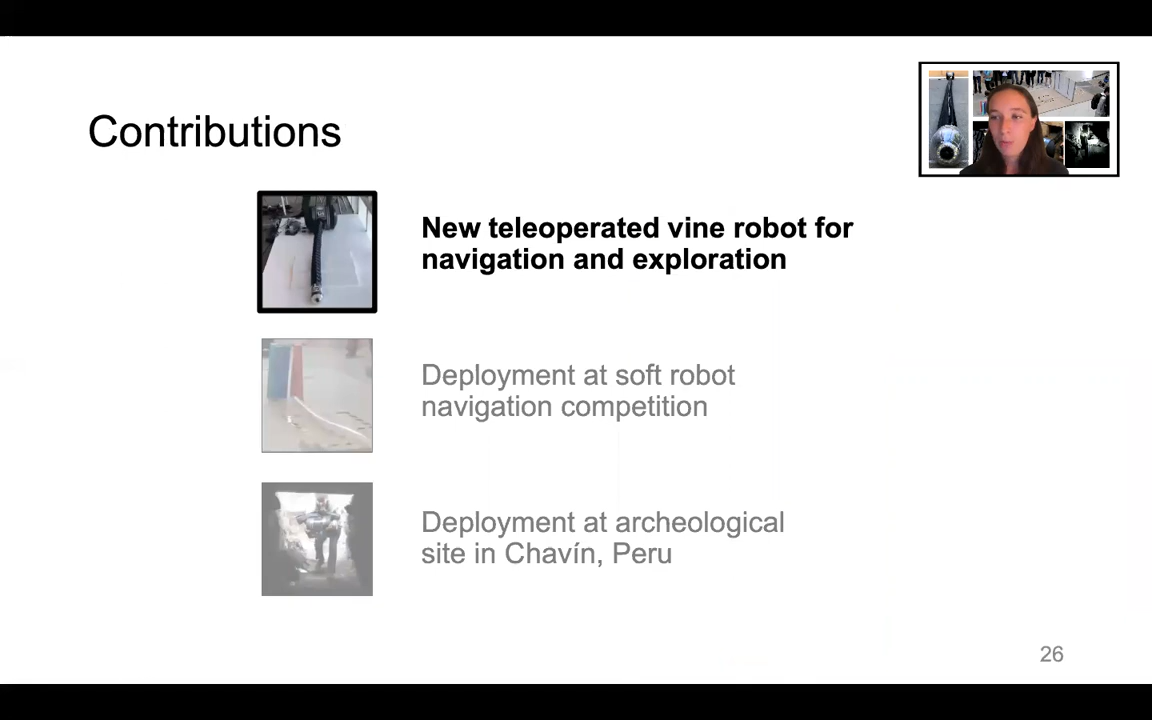 Contributions
New teleoperated vine robot for
navigation and exploration
Deployment at soft robot
navigation competition
Deployment at archeological
site in Chavín, Peru
26